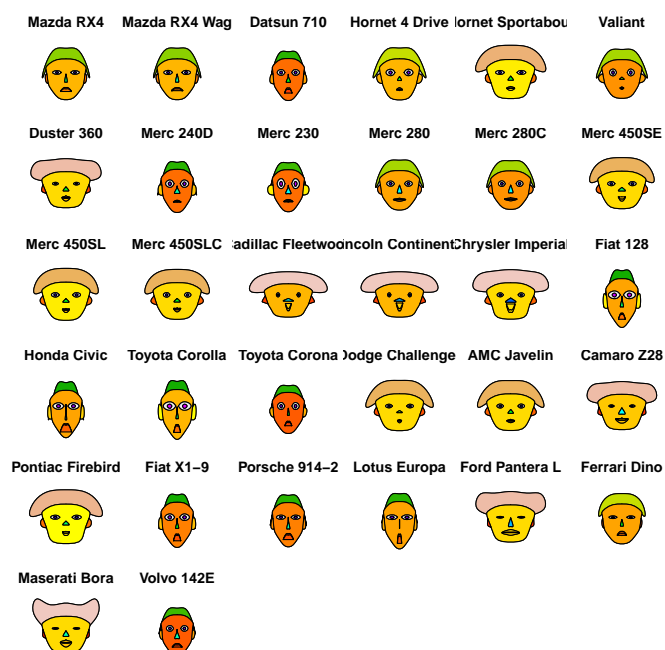 Mazda RX4 Mazda RX4 Wag Datsun 710 Hornet 4 Drive ornet Sportabou Valiant
Duster 360 Merc 240D Merc 230 Merc 280 Merc 280C Merc 450SE
Merc 450SL Merc 450SLC adillac Fleetwoo incoln Continent Chrysler Imperial Fiat 128
Honda Civic Toyota Corolla Toyota Corona Dodge Challenge AMC Javelin Camaro Z28
Pontiac Firebird Fiat X1−9 Porsche 914−2 Lotus Europa Ford Pantera L Ferrari Dino
Maserati Bora Volvo 142E